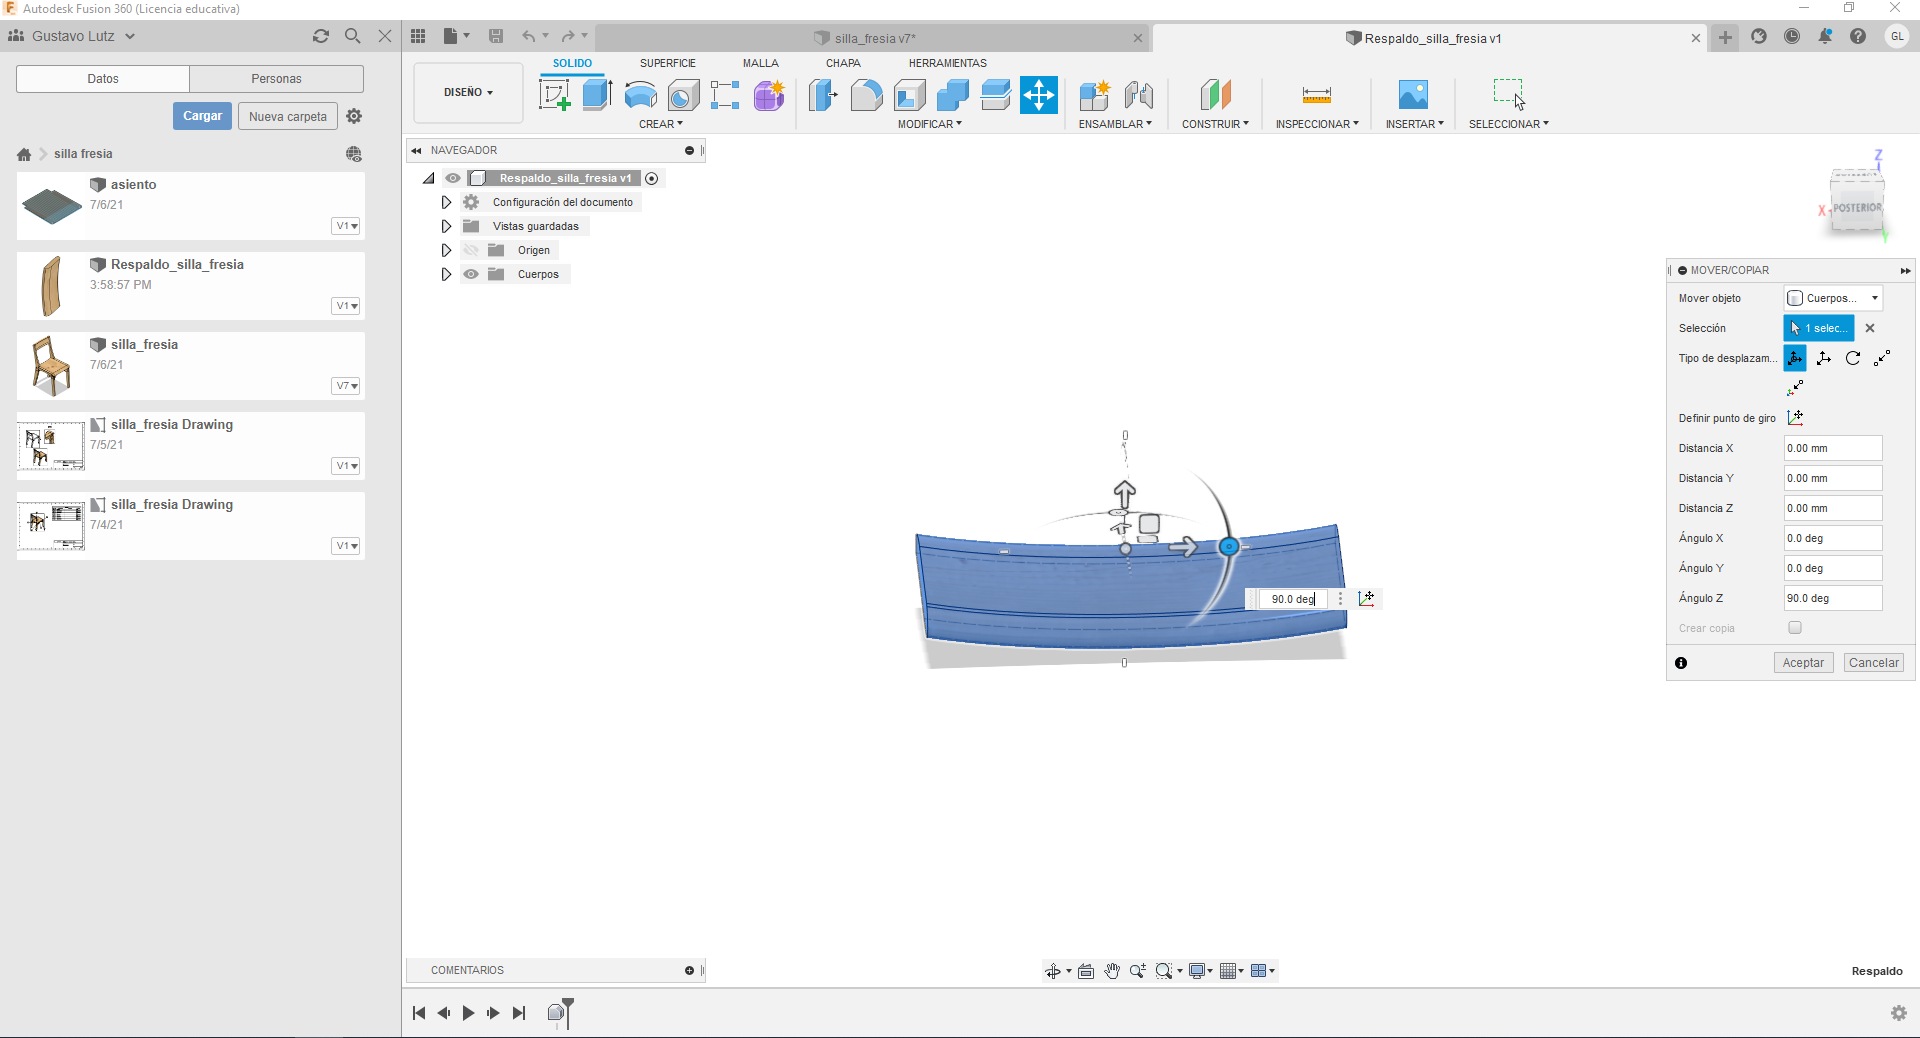 Autodesk Fusion 360 (Licencia educativa)
Gustavo Lutz
silla_fresia v7*
Respaldo_silla_fresia v1
GL
Datos
Personas
Cargar
Nueva carpeta
silla fresia
asiento
7/6/21
V1
Respaldo_silla_fresia
3:58:57 PM
V1
silla_fresia
7/6/21
V7
silla_fresia Drawing
7/5/21
V1
silla_fresia Drawing
7/4/21
V1
DISEÑO
SOLIDO
SUPERFICIE
MALLA
CHAPA
HERRAMIENTAS
CREAR
MODIFICAR
ENSAMBLAR
CONSTRUIR
INSPECCIONAR
INSERTAR
SELECCIONAR
NAVEGADOR
Respaldo_silla_fresia v1
Configuración del documento
Vistas guardadas
Origen
Cuerpos
Z
X
POSTERIOR
Y
MOVER/COPIAR
Mover objeto
Cuerpos...
Selección
1 selec...
Tipo de desplazam...
Definir punto de giro
Distancia X
0.00 mm
Distancia Y
0.00 mm
Distancia Z
0.00 mm
Ángulo X
0.0 deg
Ángulo Y
0.0 deg
Ángulo Z
90.0 deg
Crear copia
Aceptar
Cancelar
90.0 deg
COMENTARIOS
Respaldo